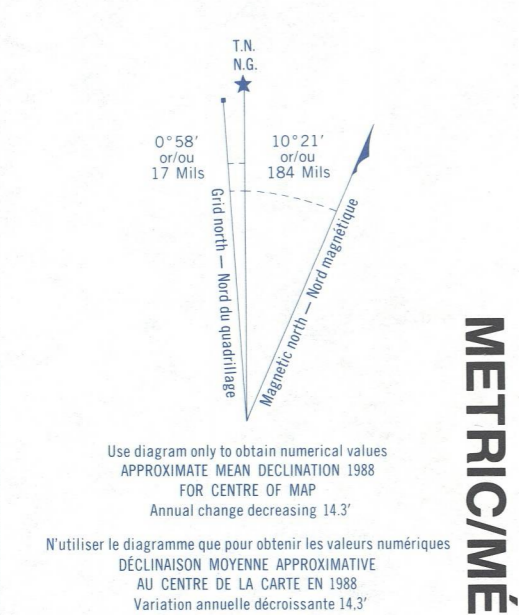 T.N.
N.G.
0°58′
or/ou
17 Mils
10°21′
or/ou
184 Mils
Grid north — Nord du quadrillage
Magnetic north — Nord magnétique
METRIC/MÉ
Use diagram only to obtain numerical values
APPROXIMATE MEAN DECLINATION 1988
FOR CENTRE OF MAP
Annual change decreasing 14.3′
N'utiliser le diagramme que pour obtenir les valeurs numériques
DÉCLINAISON MOYENNE APPROXIMATIVE
AU CENTRE DE LA CARTE EN 1988
Variation annuelle décroissante 14,3′